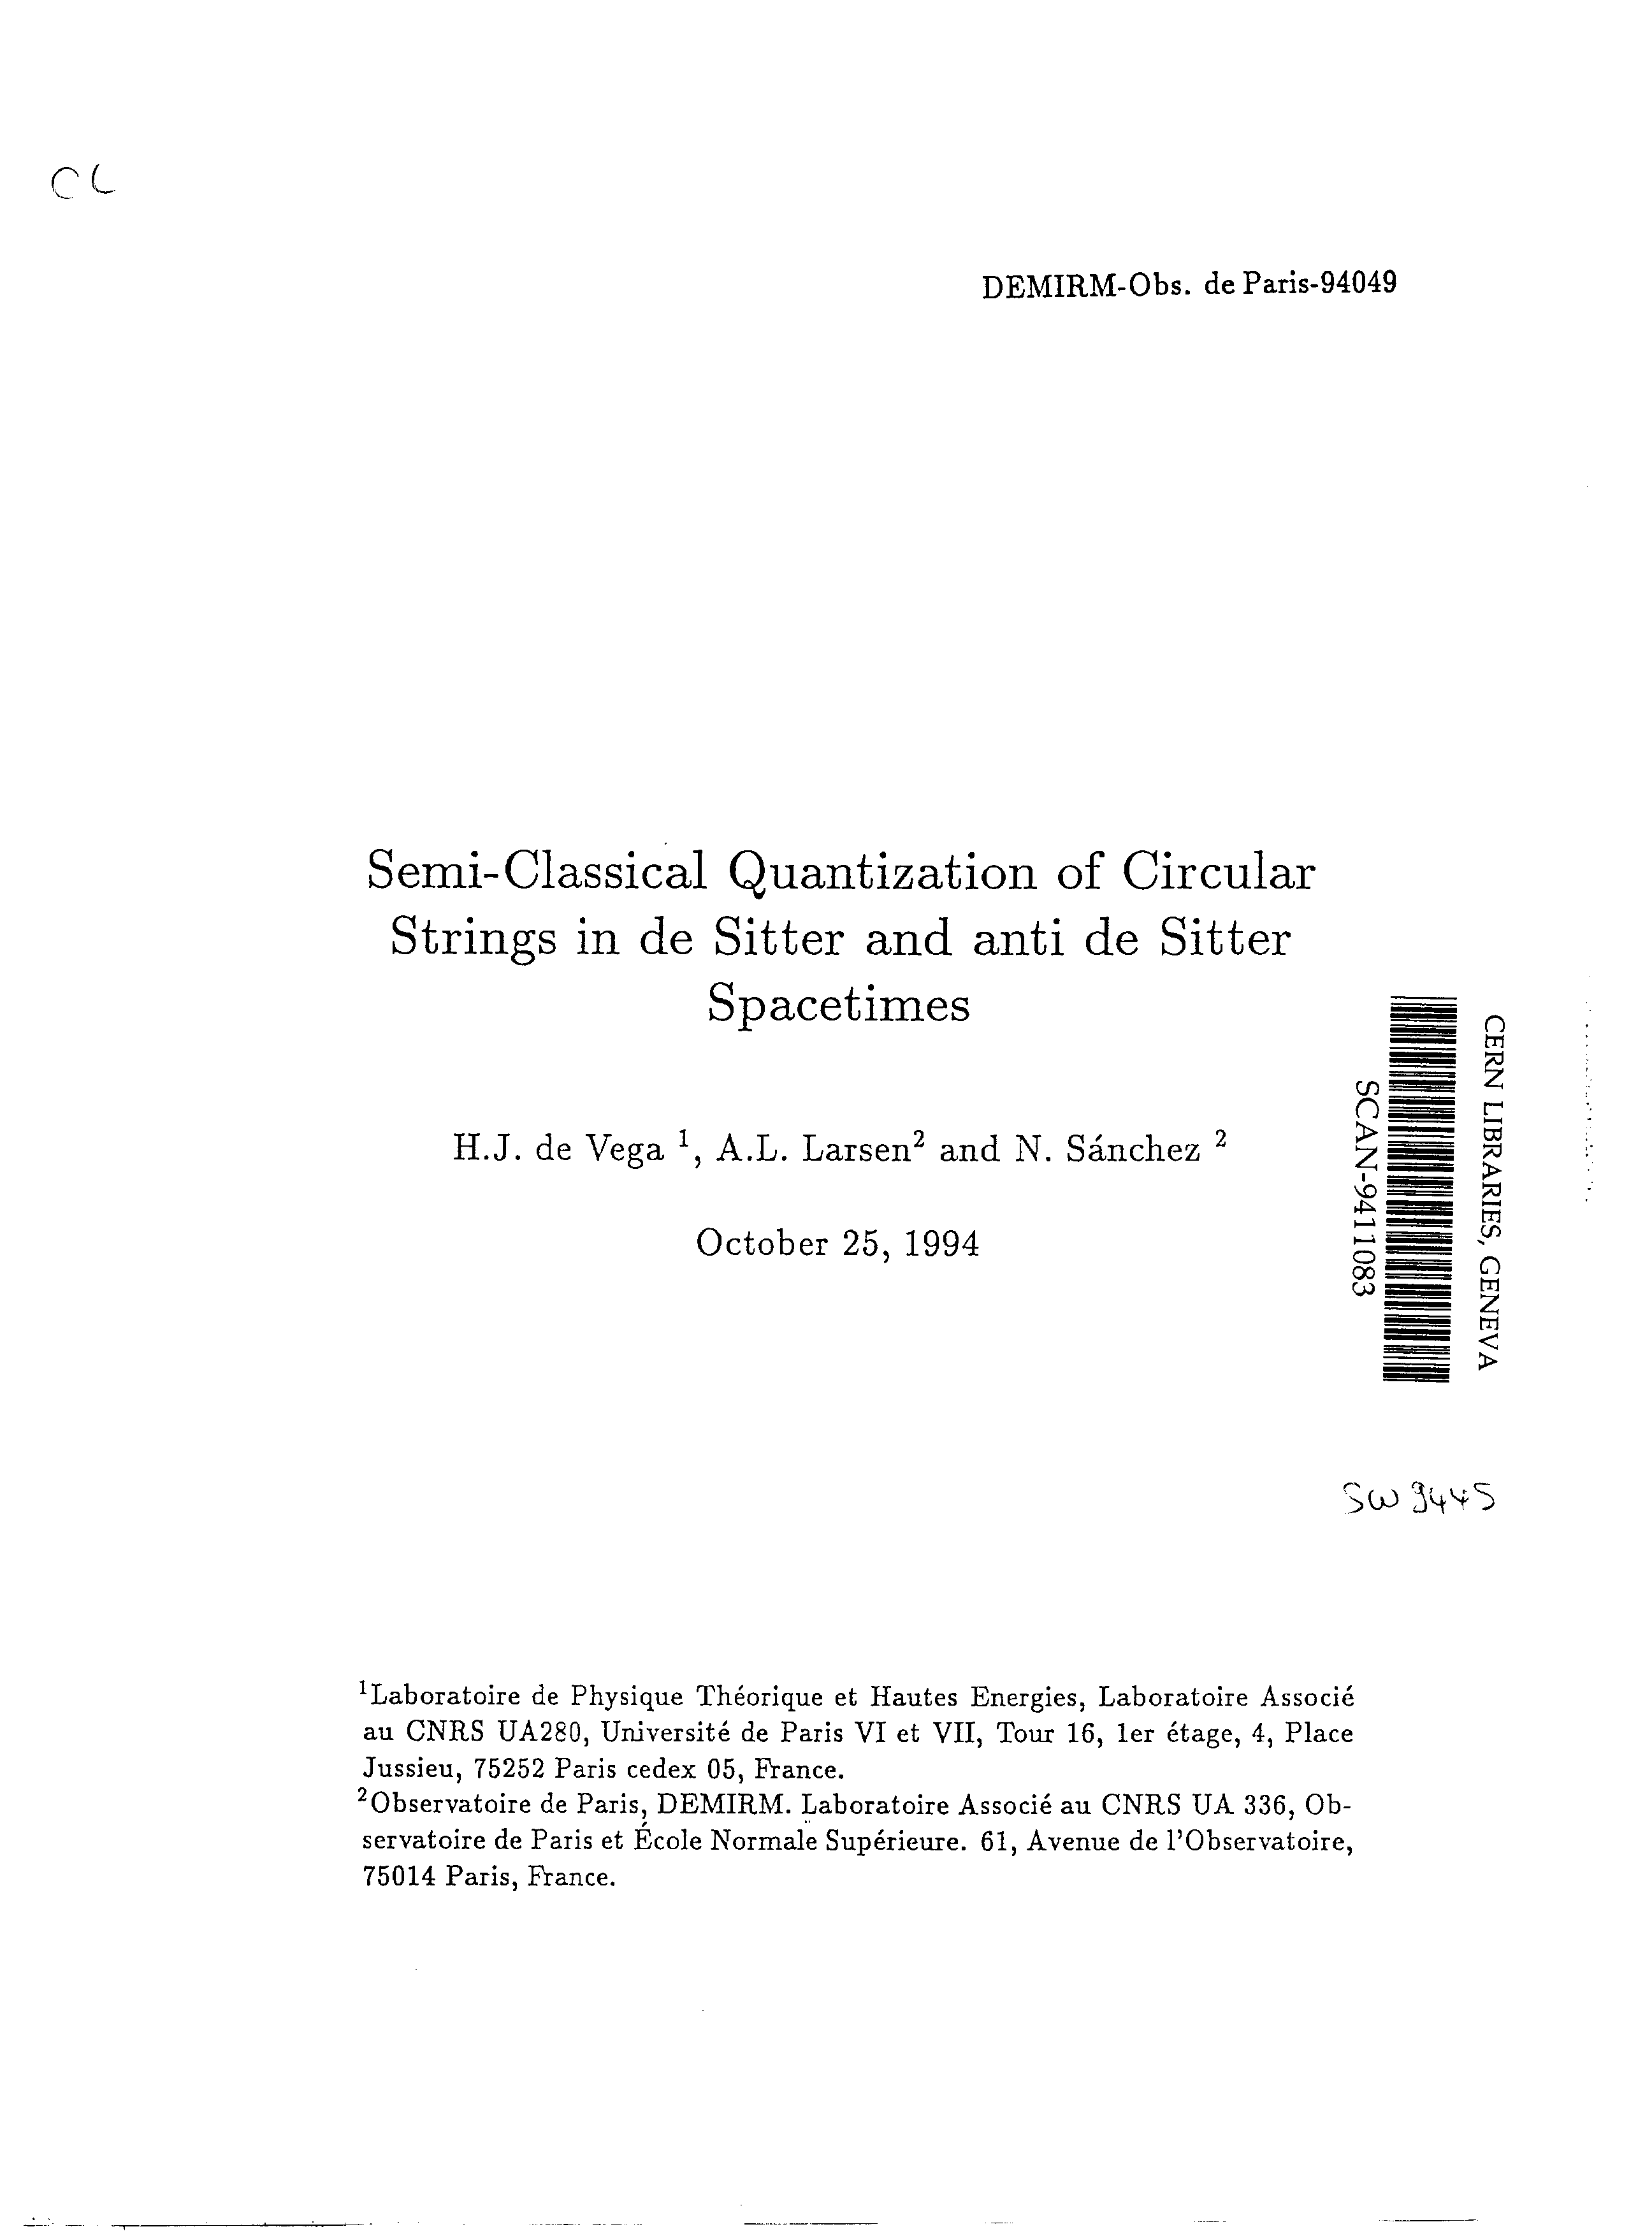 CL
DEMIRM-Obs. de Paris-94049
Semi-Classical Quantization of Circular
Strings in de Sitter and anti de Sitter
Spacetimes
H.J. de Vega ¹, A.L. Larsen² and N. Sánchez ²
October 25, 1994
CERN LIBRARIES, GENEVA
SCAN-9411083
SW 9445
¹Laboratoire de Physique Théorique et Hautes Energies, Laboratoire Associé
au CNRS UA280, Université de Paris VI et VII, Tour 16, 1er étage, 4, Place
Jussieu, 75252 Paris cedex 05, France.
²Observatoire de Paris, DEMIRM. Laboratoire Associé au CNRS UA 336, Ob-
servatoire de Paris et École Normale Supérieure. 61, Avenue de l'Observatoire,
75014 Paris, France.